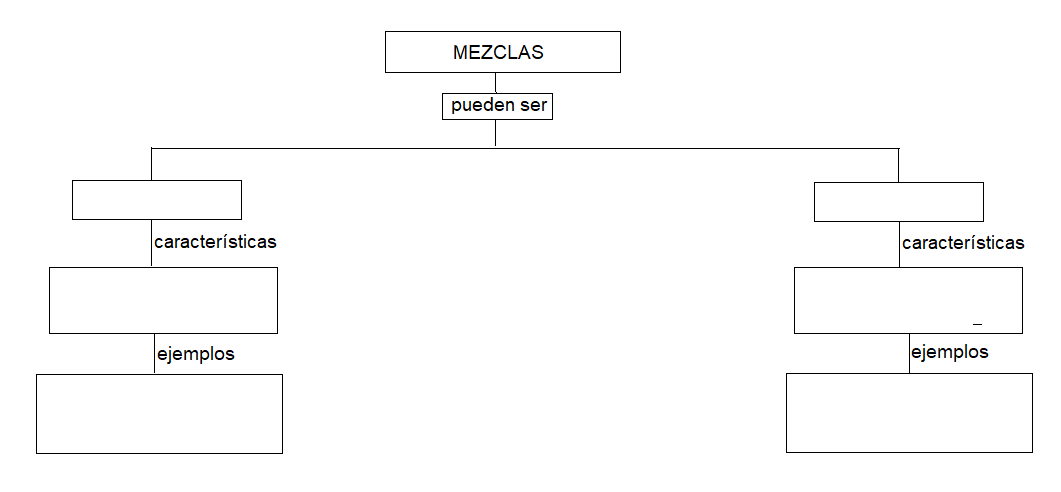 MEZCLAS
pueden ser
características
características
ejemplos
ejemplos